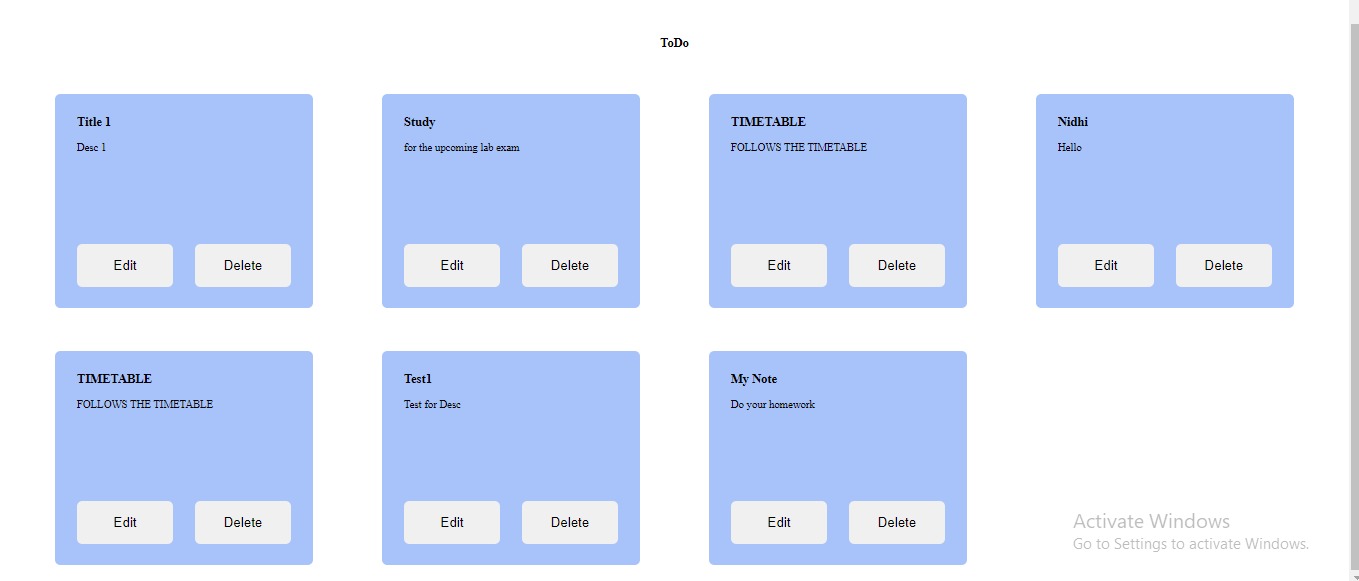 ToDo
Title 1
Desc 1
Edit
Delete
Study
for the upcoming lab exam
Edit
Delete
TIMETABLE
FOLLOWS THE TIMETABLE
Edit
Delete
Nidhi
Hello
Edit
Delete
TIMETABLE
FOLLOWS THE TIMETABLE
Edit
Delete
Test1
Test for Desc
Edit
Delete
My Note
Do your homework
Edit
Delete
Activate Windows
Go to Settings to activate Windows.